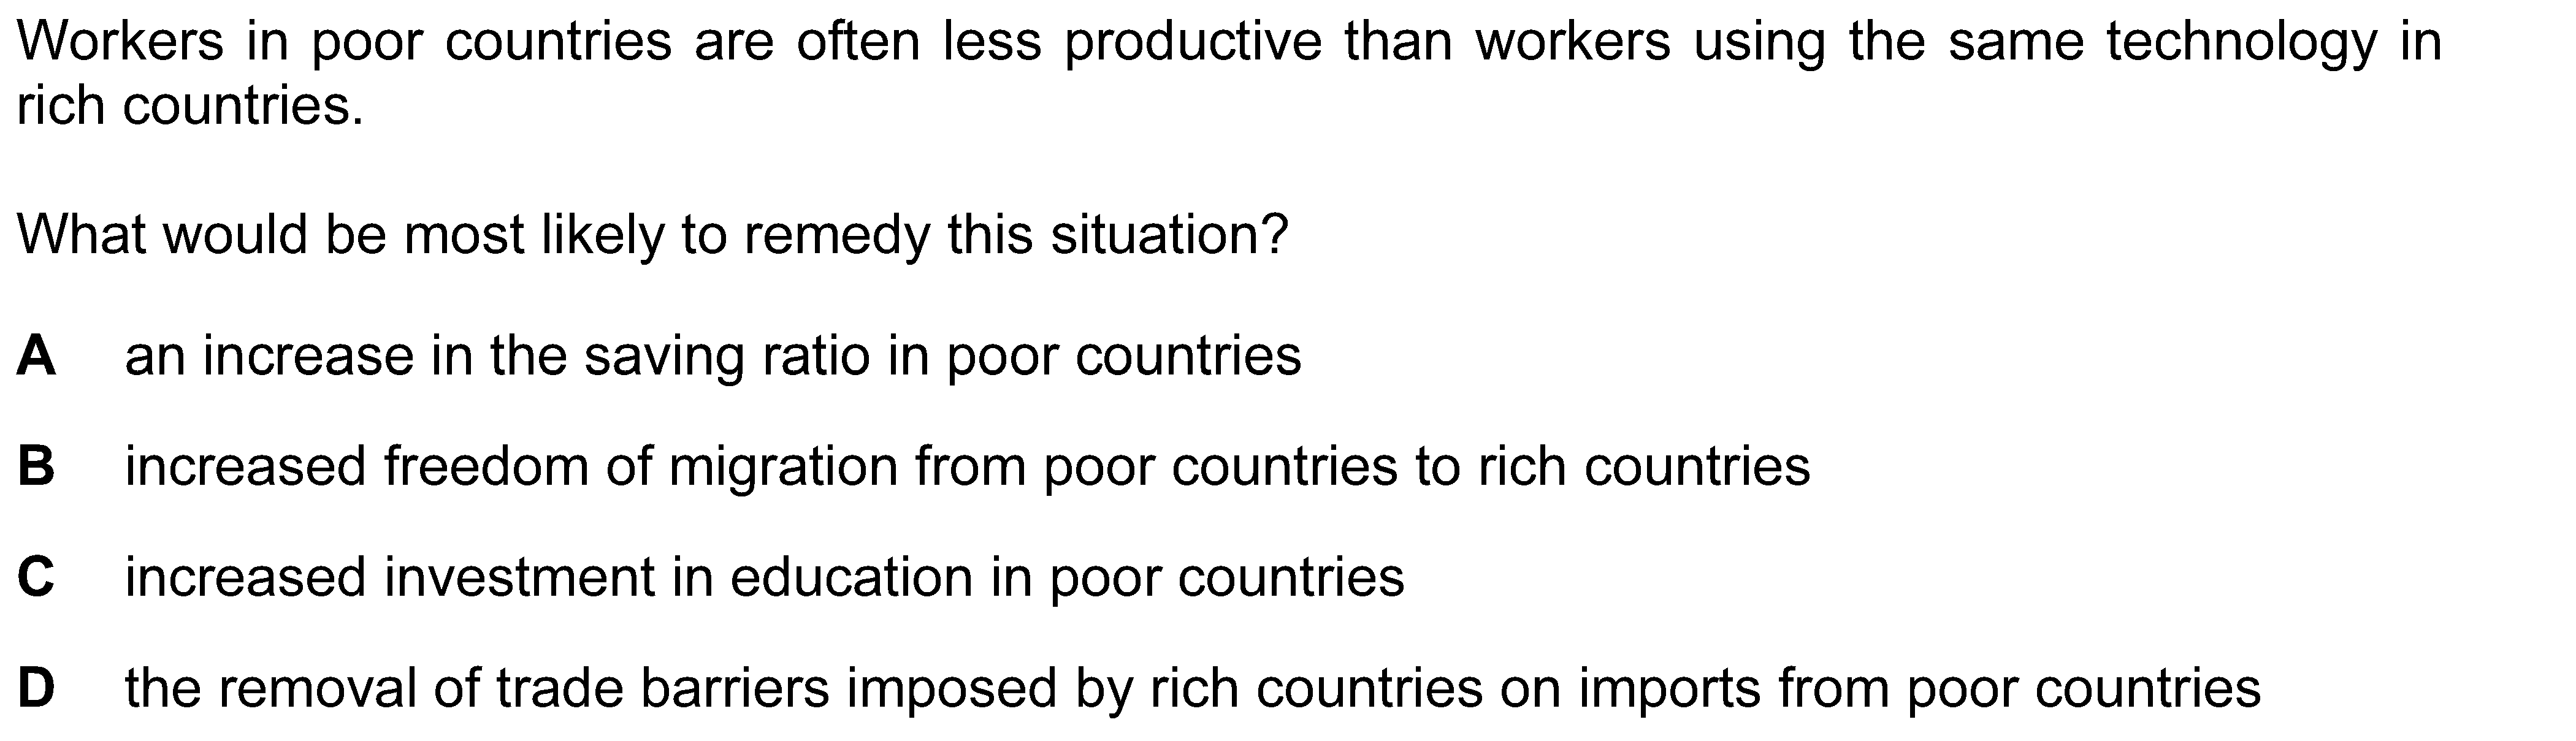 Workers in poor countries are often less productive than workers using the same technology in
rich countries.
What would be most likely to remedy this situation?
A an increase in the saving ratio in poor countries
B increased freedom of migration from poor countries to rich countries
C increased investment in education in poor countries
D the removal of trade barriers imposed by rich countries on imports from poor countries